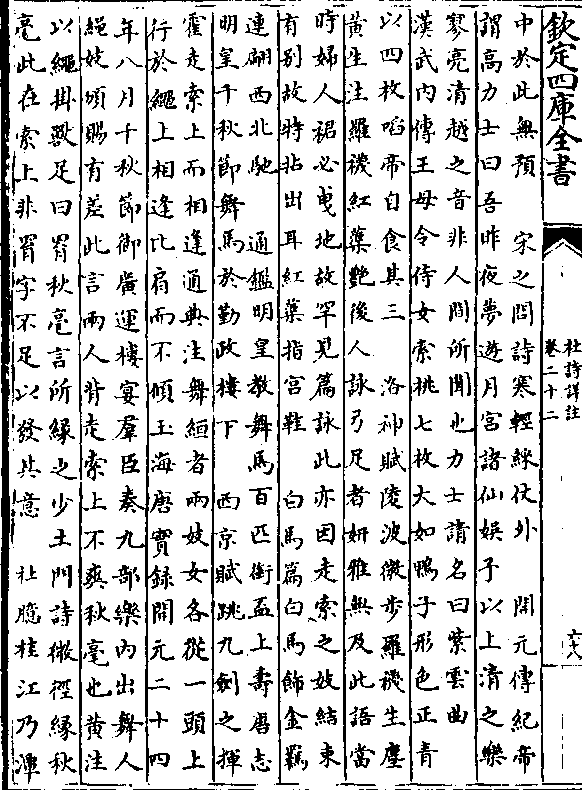 欽定四庫全書
杜詩詳註
卷二十二
六八
中於此無預　宋之問詩寒輕綵仗外　開元傳紀帝
謂高力士曰吾昨夜夢遊月宮諸仙娛予以上清之樂
寥亮清越之音非人間所聞也力士請名曰紫雲曲
漢武内傳王母令侍女索桃七枚大如鴨子形色正青
以四枚啗帝自食其三　洛神賦陵波微步羅襪生塵
黃生注羅襪紅蕖艷後人詠弓足者妍雅無及此語當
時婦人裙必曳地故罕見篇詠此亦因走索之妓結束
有别故特拈出耳紅蕖指宮鞋　白馬篇白馬飾金羈
連翩西北馳　通鑑明皇教舞馬百匹銜盃上壽唐志
明皇千秋節舞馬於勤政樓下　西京賦跳丸劍之揮
霍走索上而相逢通典注舞絙者兩妓女各從一頭上
行於繩上相逢比肩而不傾玉海唐實録開元二十四
年八月千秋節御廣運樓宴羣臣奏九部樂内出舞人
繩妓頒賜有差此言兩人背走索上不爽秋毫也黃注
以繩掛獸足曰罥秋毫言所緣之少土門詩微徑緣秋
毫此在索上非罥字不足以發其意　杜臆桂江乃潭